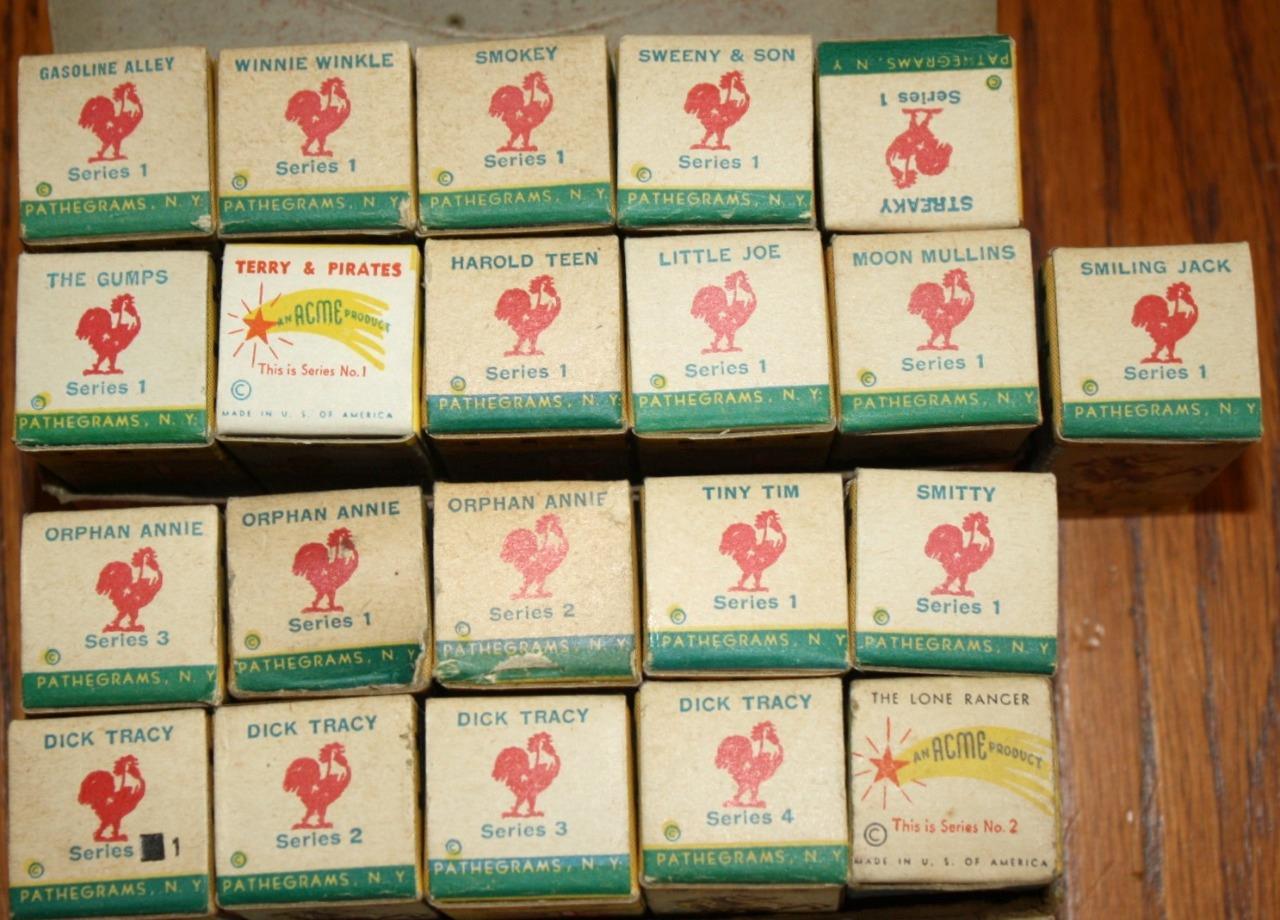 GASOLINE ALLEY
Series 1
©
PATHEGRAMS, N. Y.
WINNIE WINKLE
Series 1
©
PATHEGRAMS, N. Y.
SMOKEY
Series 1
©
PATHEGRAMS, N. Y.
SWEENY & SON
Series 1
©
PATHEGRAMS, N. Y.
STREAKY
Series 1
©
PATHEGRAMS, N. Y
THE GUMPS
Series 1
©
PATHEGRAMS, N. Y.
TERRY & PIRATES
AN ACME PRODUCT
This is Series No. 1
©
MADE IN U. S. OF AMERICA
HAROLD TEEN
Series 1
©
PATHEGRAMS, N. Y.
LITTLE JOE
Series 1
©
PATHEGRAMS, N. Y.
MOON MULLINS
Series 1
©
PATHEGRAMS, N. Y.
SMILING JACK
Series 1
©
PATHEGRAMS, N. Y.
ORPHAN ANNIE
Series 3
©
PATHEGRAMS, N. Y.
ORPHAN ANNIE
Series 1
©
PATHEGRAMS, N. Y.
ORPHAN ANNIE
Series 2
©
PATHEGRAMS, N. Y.
TINY TIM
Series 1
©
PATHEGRAMS, N. Y.
SMITTY
Series 1
©
PATHEGRAMS, N. Y.
DICK TRACY
Series 1
©
PATHEGRAMS, N. Y.
DICK TRACY
Series 2
©
PATHEGRAMS, N. Y.
DICK TRACY
Series 3
©
PATHEGRAMS, N. Y.
DICK TRACY
Series 4
©
PATHEGRAMS, N. Y.
THE LONE RANGER
AN ACME PRODUCT
This is Series No. 2
©
MADE IN U. S. OF AMERICA